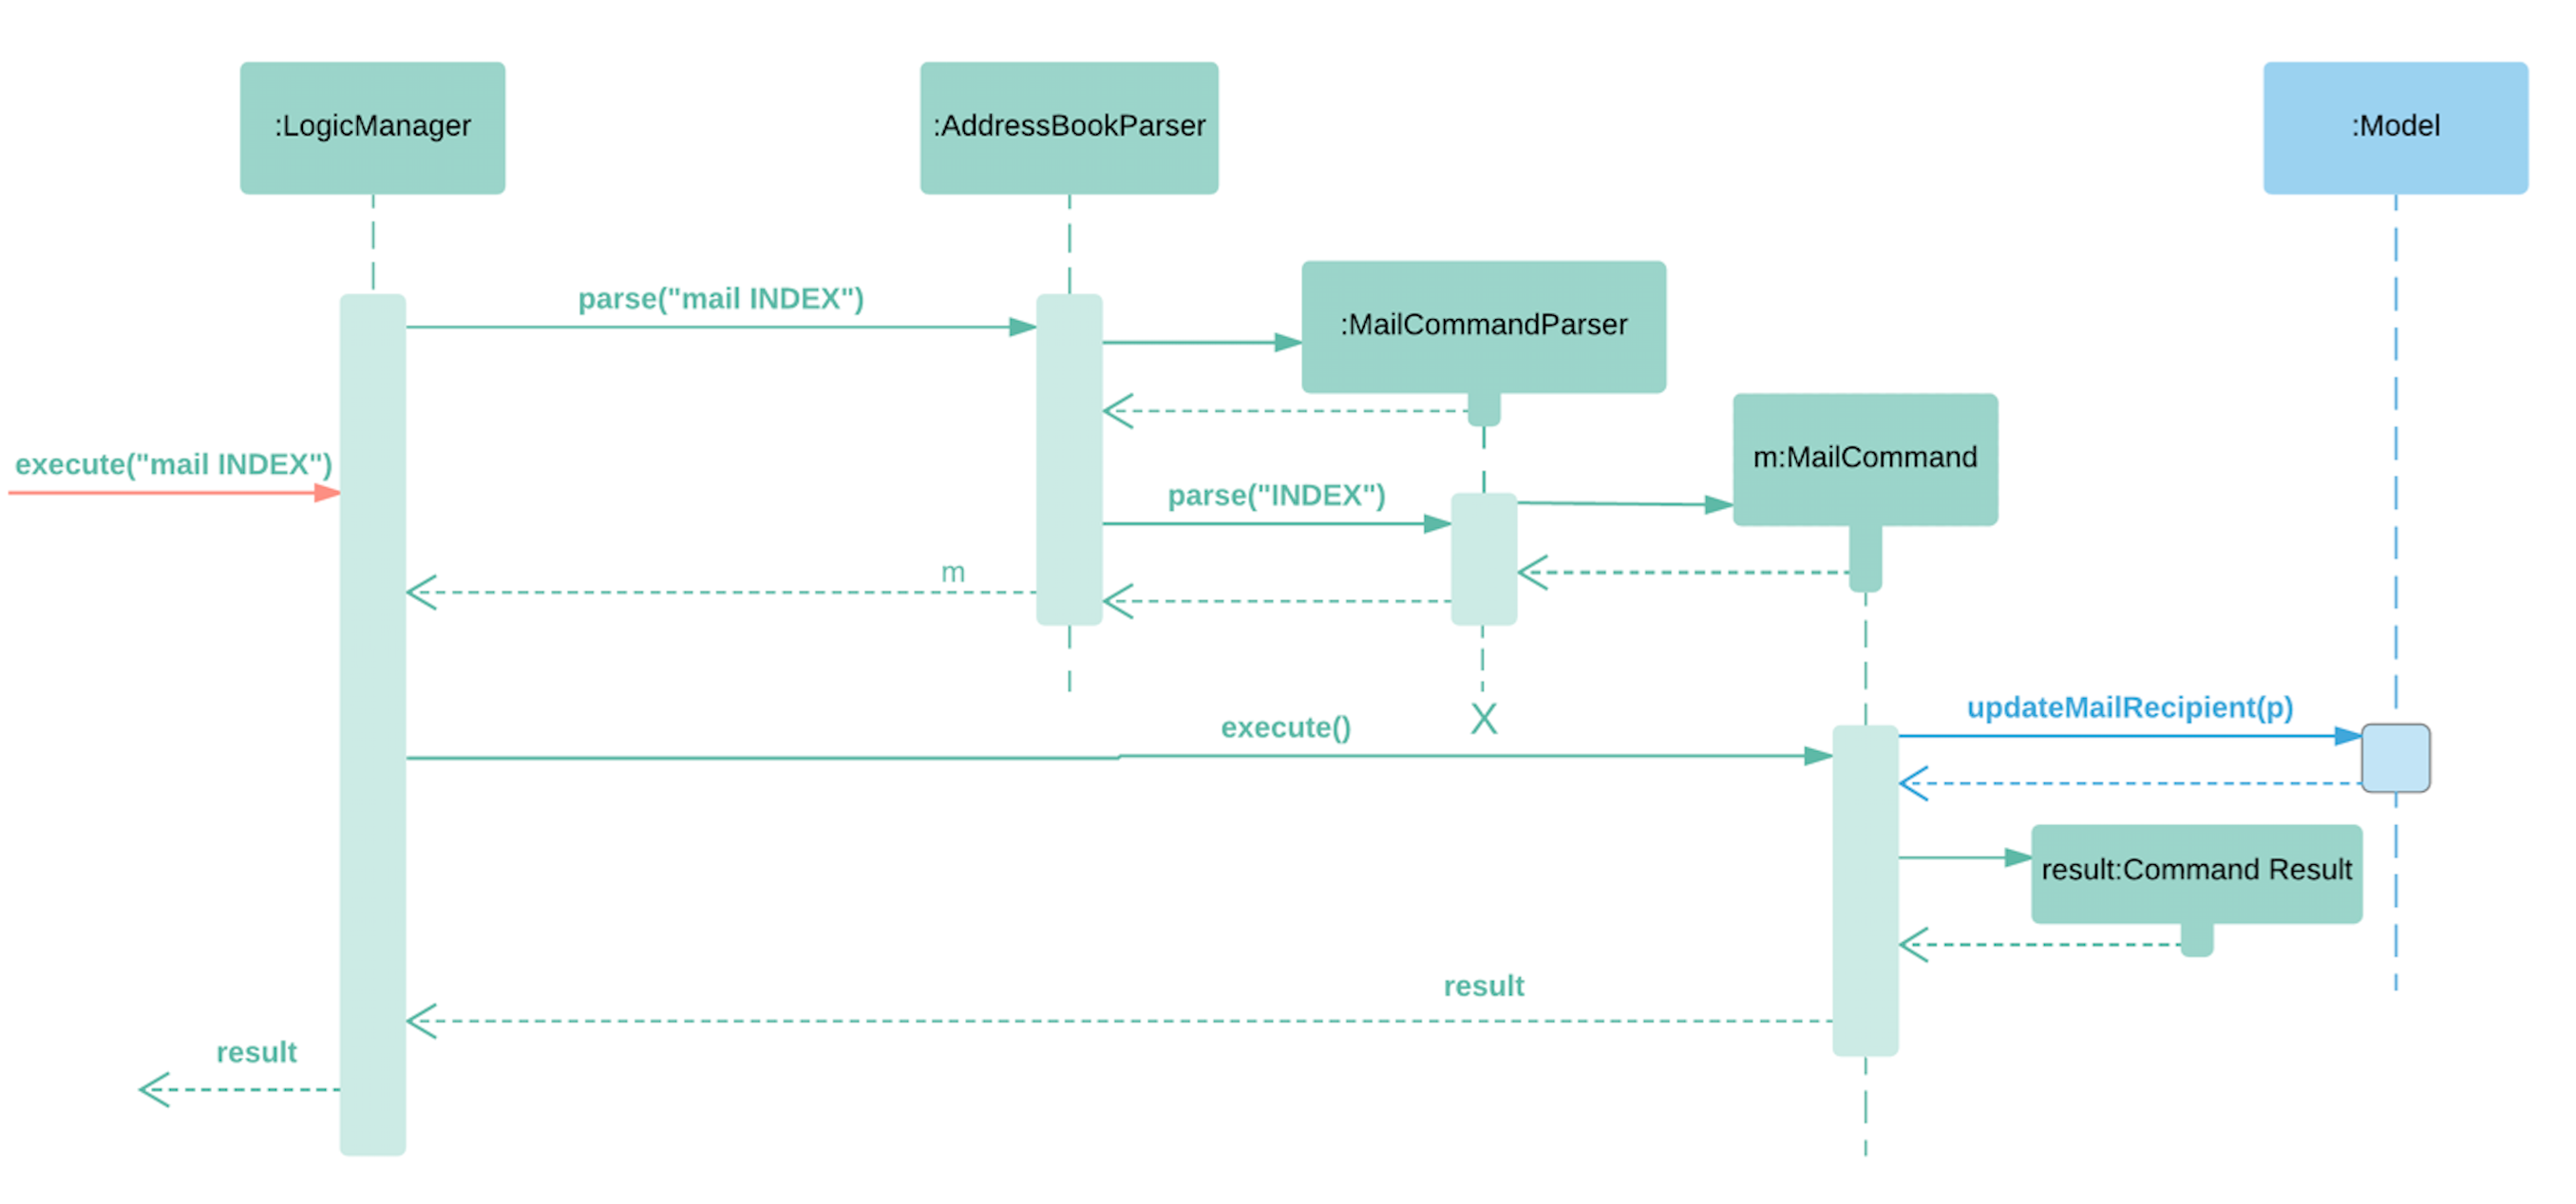 :LogicManager
:AddressBookParser
:Model
parse("mail INDEX")
:MailCommandParser
m:MailCommand
execute("mail INDEX")
parse("INDEX")
m
updateMailRecipient(p)
execute()
X
result:Command Result
result
result